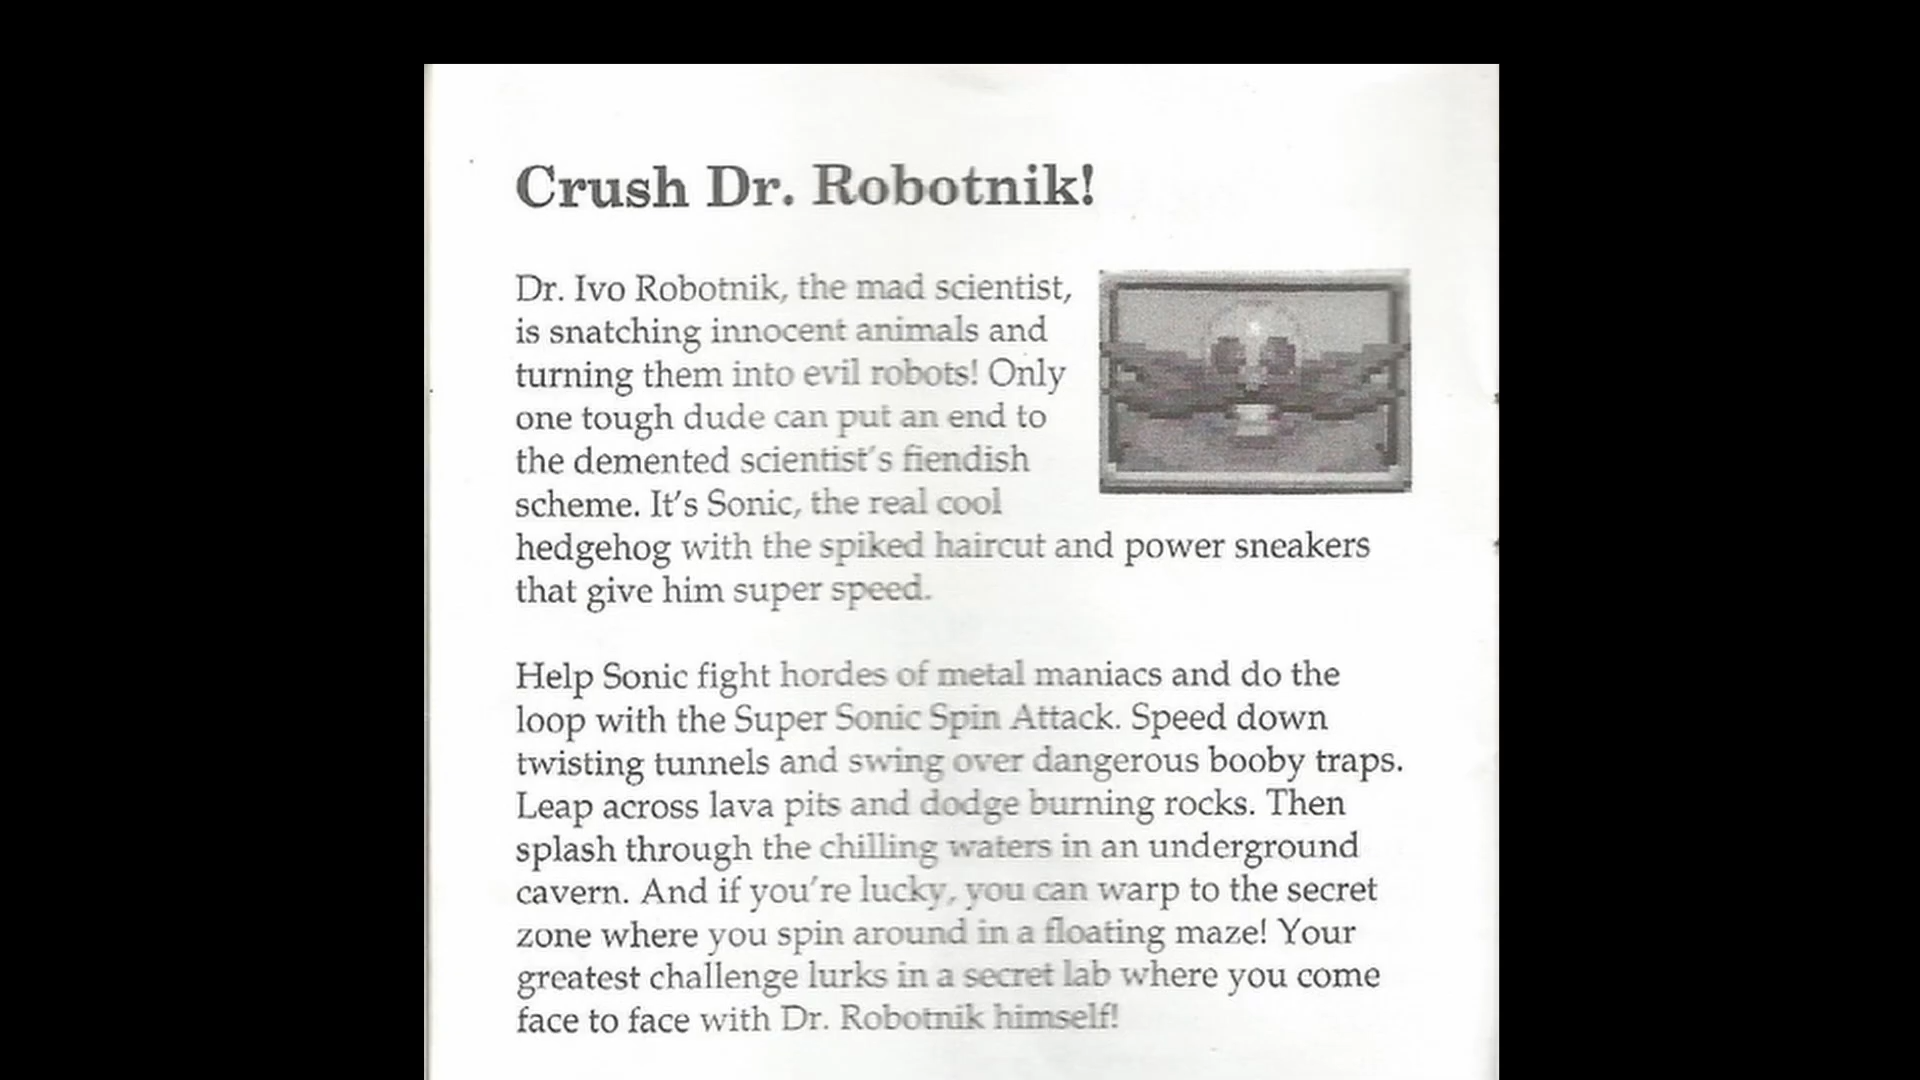 Crush Dr. Robotnik!
Dr. Ivo Robotnik, the mad scientist,
is snatching innocent animals and
turning them into evil robots! Only
one tough dude can put an end to
the demented scientist's fiendish
scheme. It's Sonic, the real cool
hedgehog with the spiked haircut and power sneakers
that give him super speed.
Help Sonic fight hordes of metal maniacs and do the
loop with the Super Sonic Spin Attack. Speed down
twisting tunnels and swing over dangerous booby traps.
Leap across lava pits and dodge burning rocks. Then
splash through the chilling waters in an underground
cavern. And if you're lucky, you can warp to the secret
zone where you spin around in a floating maze! Your
greatest challenge lurks in a secret lab where you come
face to face with Dr. Robotnik himself!